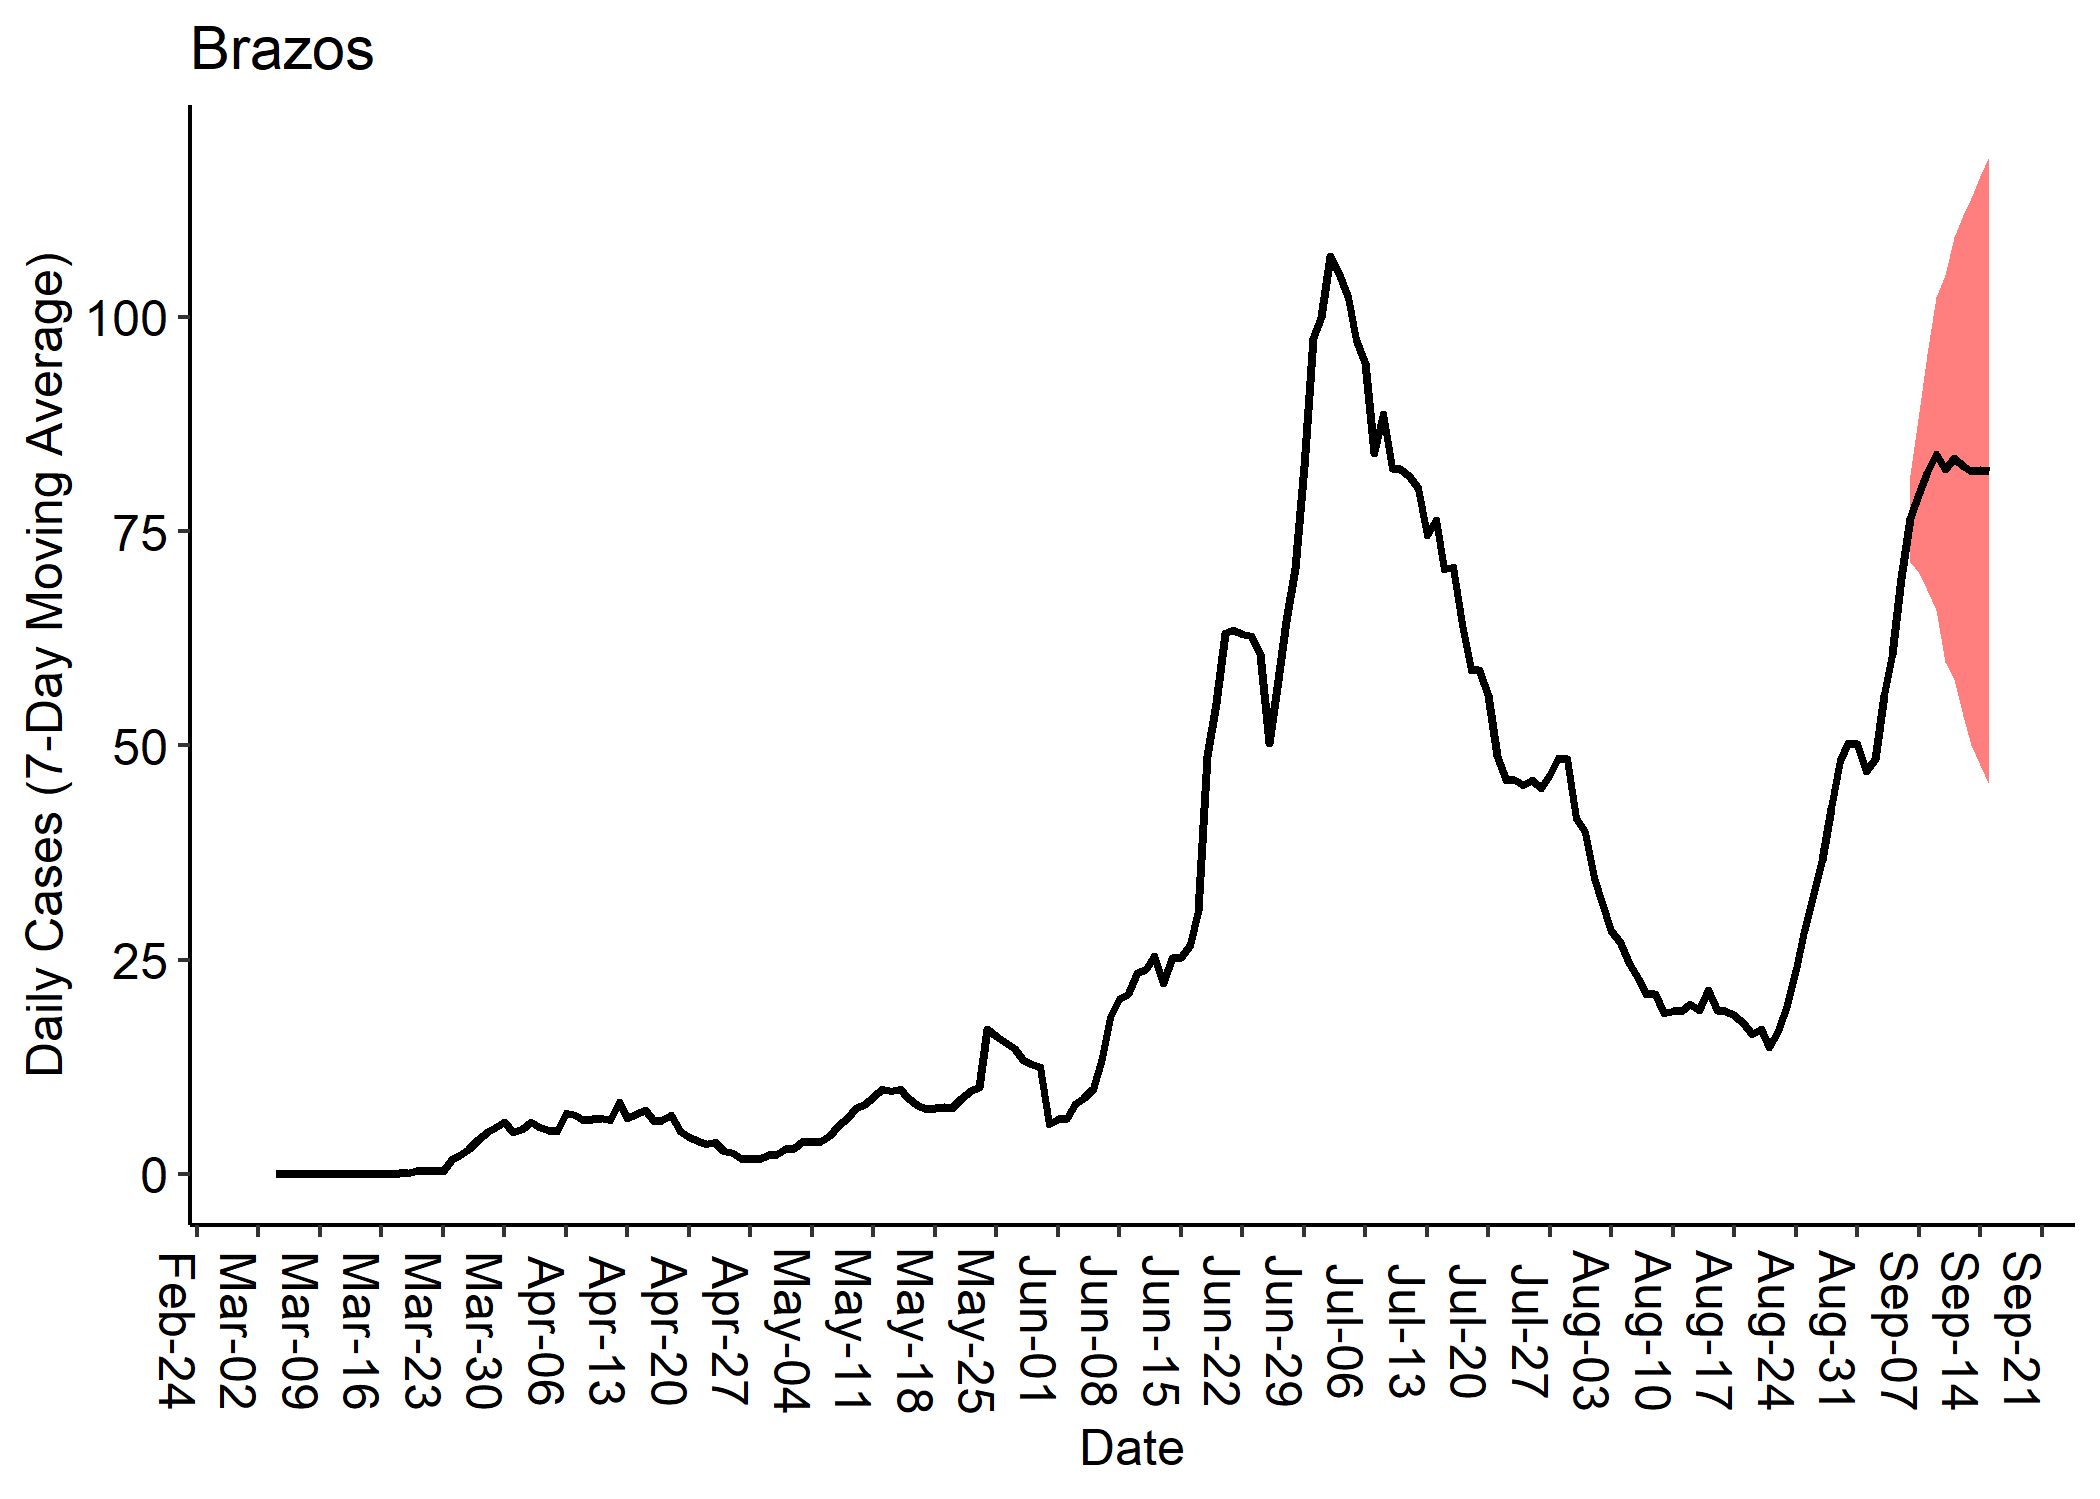 Brazos
Daily Cases (7-Day Moving Average)
100
75
50
25
0
Feb-24
Mar-02
Mar-09
Mar-16
Mar-23
Mar-30
Apr-06
Apr-13
Apr-20
Apr-27
May-04
May-11
May-18
May-25
Jun-01
Jun-08
Jun-15
Jun-22
Jun-29
Jul-06
Jul-13
Jul-20
Jul-27
Aug-03
Aug-10
Aug-17
Aug-24
Aug-31
Sep-07
Sep-14
Sep-21
Date